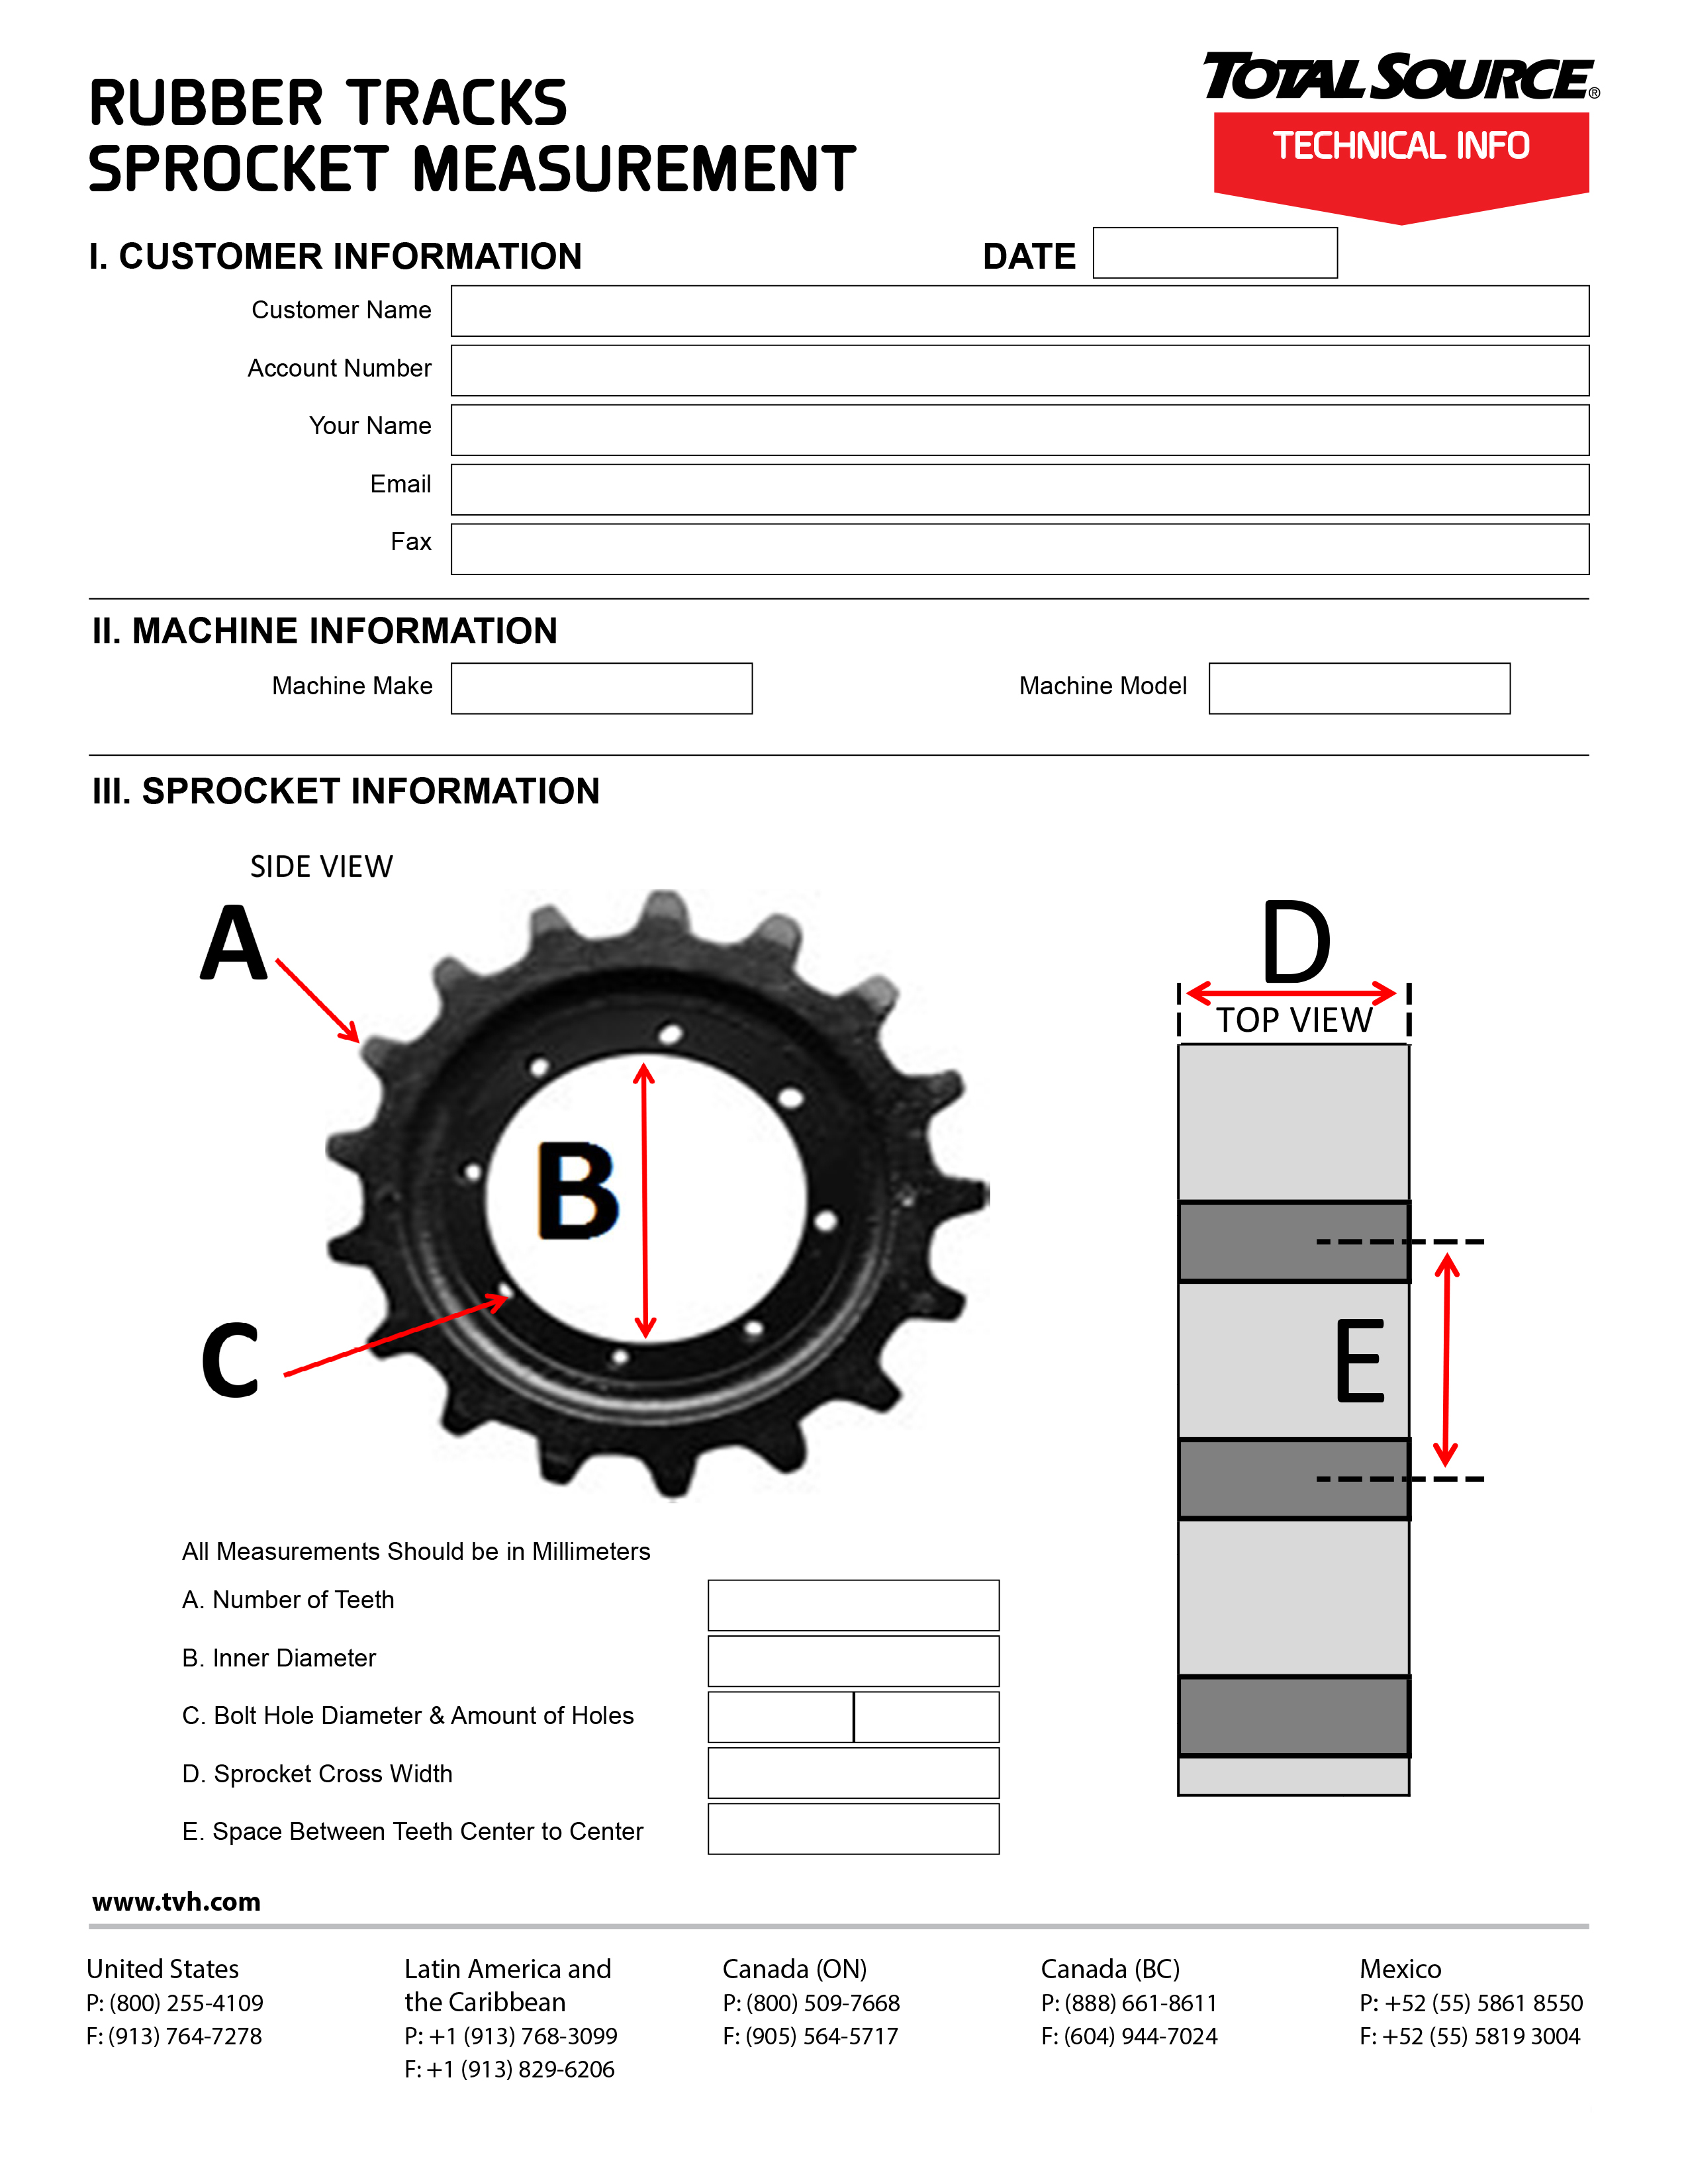 RUBBER TRACKS
SPROCKET MEASUREMENT
TOTALSOURCE®
TECHNICAL INFO
I. CUSTOMER INFORMATION
DATE
Customer Name
Account Number
Your Name
Email
Fax
II. MACHINE INFORMATION
Machine Make
Machine Model
III. SPROCKET INFORMATION
SIDE VIEW
A
B
C
D
TOP VIEW
E
All Measurements Should be in Millimeters
A. Number of Teeth
B. Inner Diameter
C. Bolt Hole Diameter & Amount of Holes
D. Sprocket Cross Width
E. Space Between Teeth Center to Center
www.tvh.com
United States
P: (800) 255-4109
F: (913) 764-7278
Latin America and
the Caribbean
P: +1 (913) 768-3099
F: +1 (913) 829-6206
Canada (ON)
P: (800) 509-7668
F: (905) 564-5717
Canada (BC)
P: (888) 661-8611
F: (604) 944-7024
Mexico
P: +52 (55) 5861 8550
F: +52 (55) 5819 3004